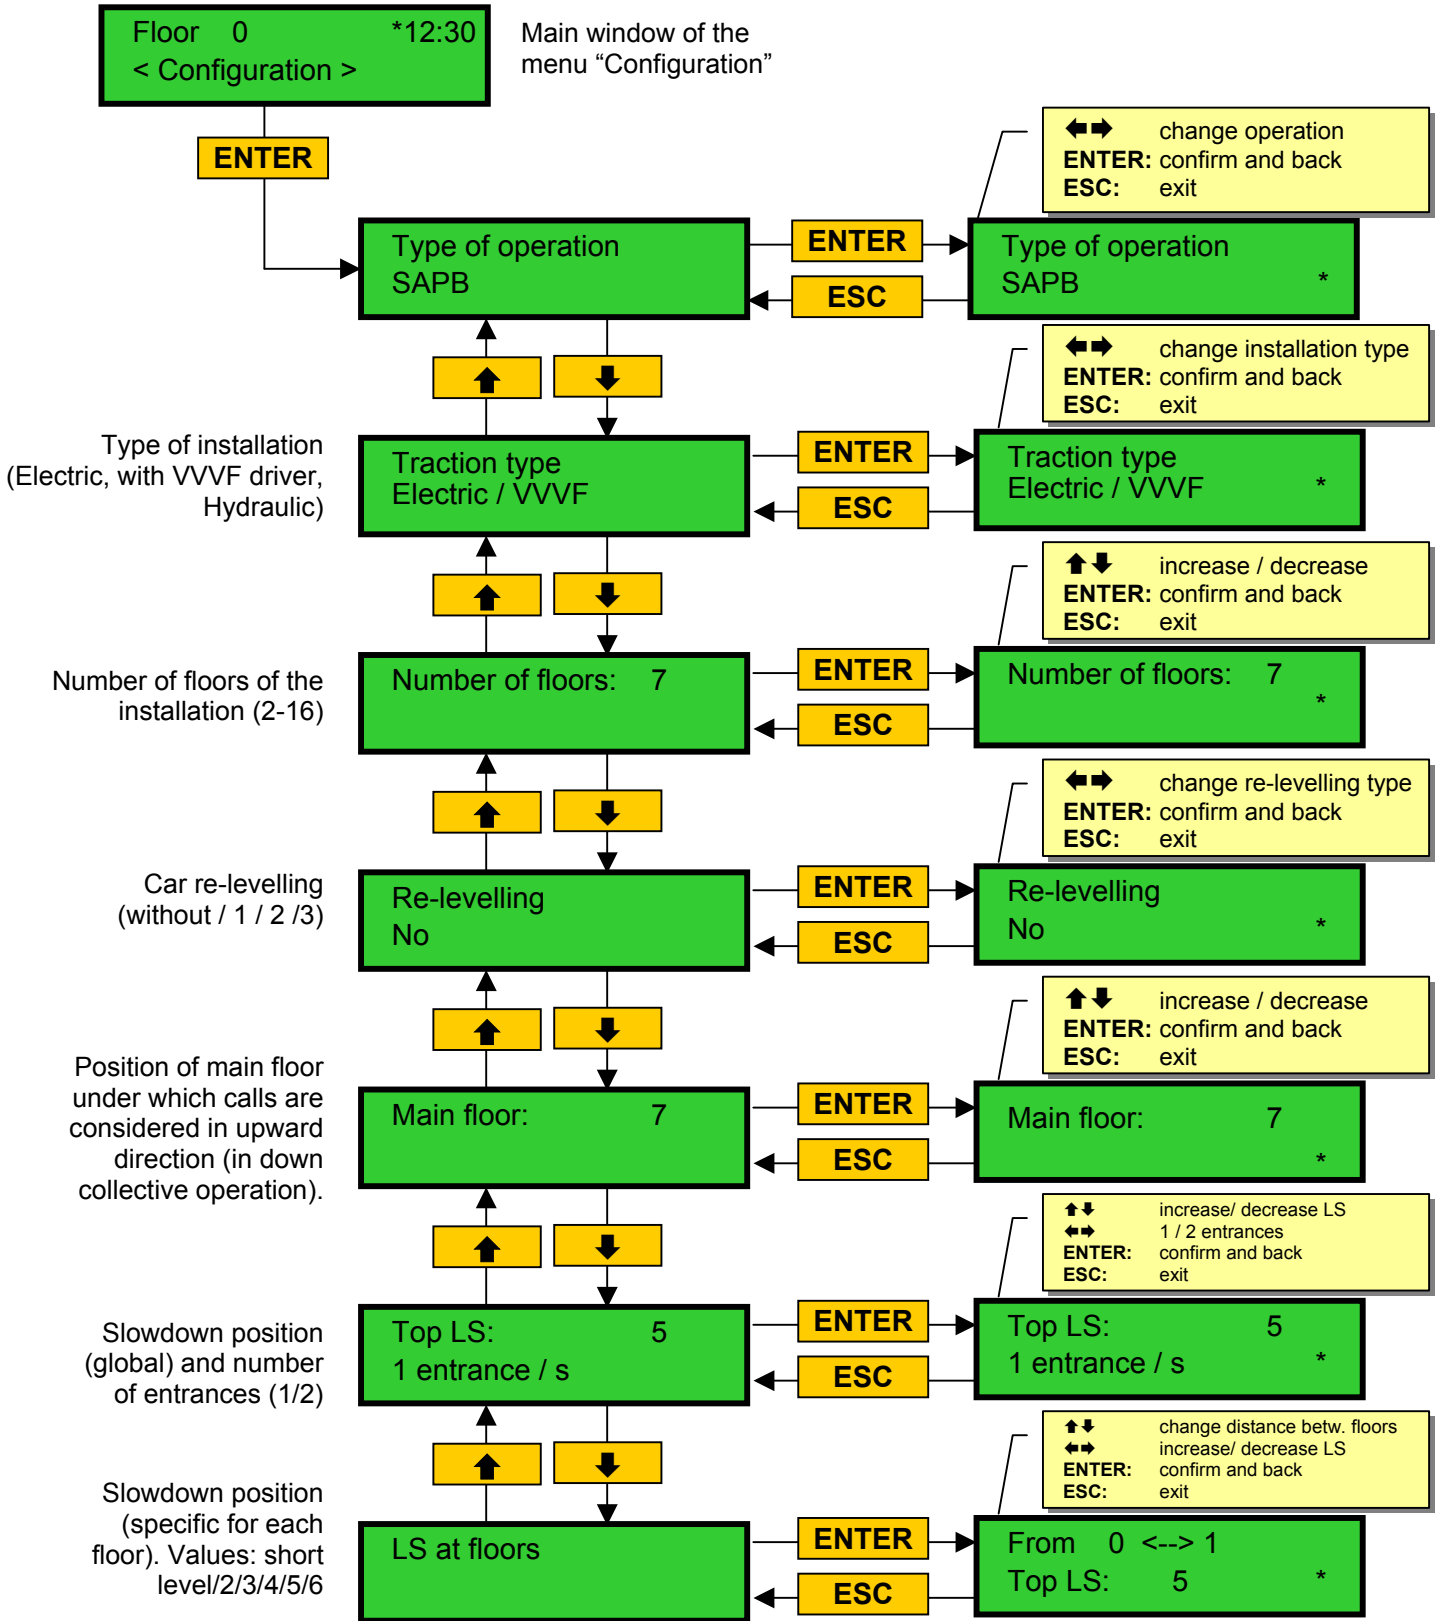 Floor 0 *12:30
< Configuration >
Main window of the
menu “Configuration”
ENTER
change operation
ENTER: confirm and back
ESC: exit
Type of operation
SAPB
ENTER
ESC
Type of operation
SAPB *
change installation type
ENTER: confirm and back
ESC: exit
Type of installation
(Electric, with VVVF driver,
Hydraulic)
Traction type
Electric / VVVF
ENTER
ESC
Traction type
Electric / VVVF *
increase / decrease
ENTER: confirm and back
ESC: exit
Number of floors of the
installation (2-16)
Number of floors: 7
ENTER
ESC
Number of floors: 7
*
change re-levelling type
ENTER: confirm and back
ESC: exit
Car re-levelling
(without / 1 / 2 /3)
Re-levelling
No
ENTER
ESC
Re-levelling
No *
increase / decrease
ENTER: confirm and back
ESC: exit
Position of main floor
under which calls are
considered in upward
direction (in down
collective operation).
Main floor: 7
ENTER
ESC
Main floor: 7
*
increase/ decrease LS
1 / 2 entrances
ENTER: confirm and back
ESC: exit
Slowdown position
(global) and number
of entrances (1/2)
Top LS: 5
1 entrance / s
ENTER
ESC
Top LS: 5
1 entrance / s *
change distance betw. floors
increase/ decrease LS
ENTER: confirm and back
ESC: exit
Slowdown position
(specific for each
floor). Values: short
level/2/3/4/5/6
LS at floors
ENTER
ESC
From 0 <--> 1
Top LS: 5 *